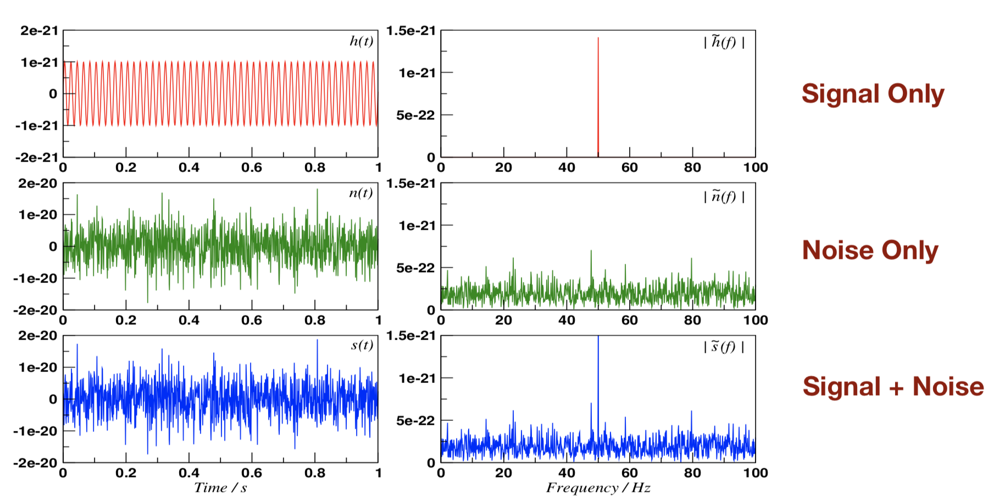 2e-21
1e-21
0
-1e-21
-2e-21
h(t)
0 0.2 0.4 0.6 0.8 1
1.5e-21
1e-21
5e-22
0
| h̃(f) |
0 20 40 60 80 100
Signal Only
2e-20
1e-20
0
-1e-20
-2e-20
n(t)
0 0.2 0.4 0.6 0.8 1
1.5e-21
1e-21
5e-22
0
| ñ(f) |
0 20 40 60 80 100
Noise Only
2e-20
1e-20
0
-1e-20
-2e-20
s(t)
0 0.2 0.4 0.6 0.8 1
Time / s
1.5e-21
1e-21
5e-22
0
| s̃(f) |
0 20 40 60 80 100
Frequency / Hz
Signal + Noise